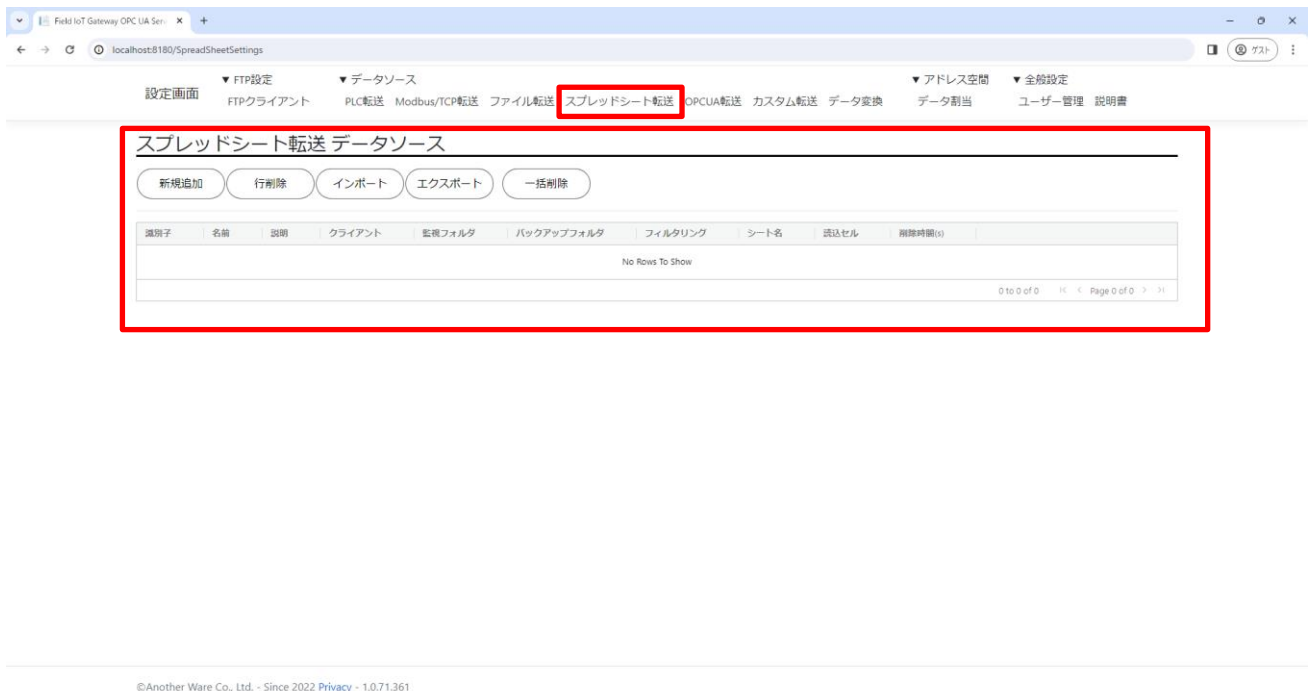 Field IoT Gateway OPC UA Ser
localhost:8180/SpreadSheetSettings
ゲスト
設定画面
▼ FTP設定
FTPクライアント
▼ データソース
PLC転送 Modbus/TCP転送 ファイル転送 スプレッドシート転送 OPCUA転送 カスタム転送 データ変換
▼ アドレス空間
データ割当
▼ 全般設定
ユーザー管理 説明書
スプレッドシート転送 データソース
新規追加 行削除 インポート エクスポート 一括削除
識別子 名前 説明 クライアント 監視フォルダ バックアップフォルダ フィルタリング シート名 読込セル 削除時間(s)
No Rows To Show
0 to 0 of 0 Page 0 of 0
©Another Ware Co., Ltd. - Since 2022 Privacy - 1.0.71.361